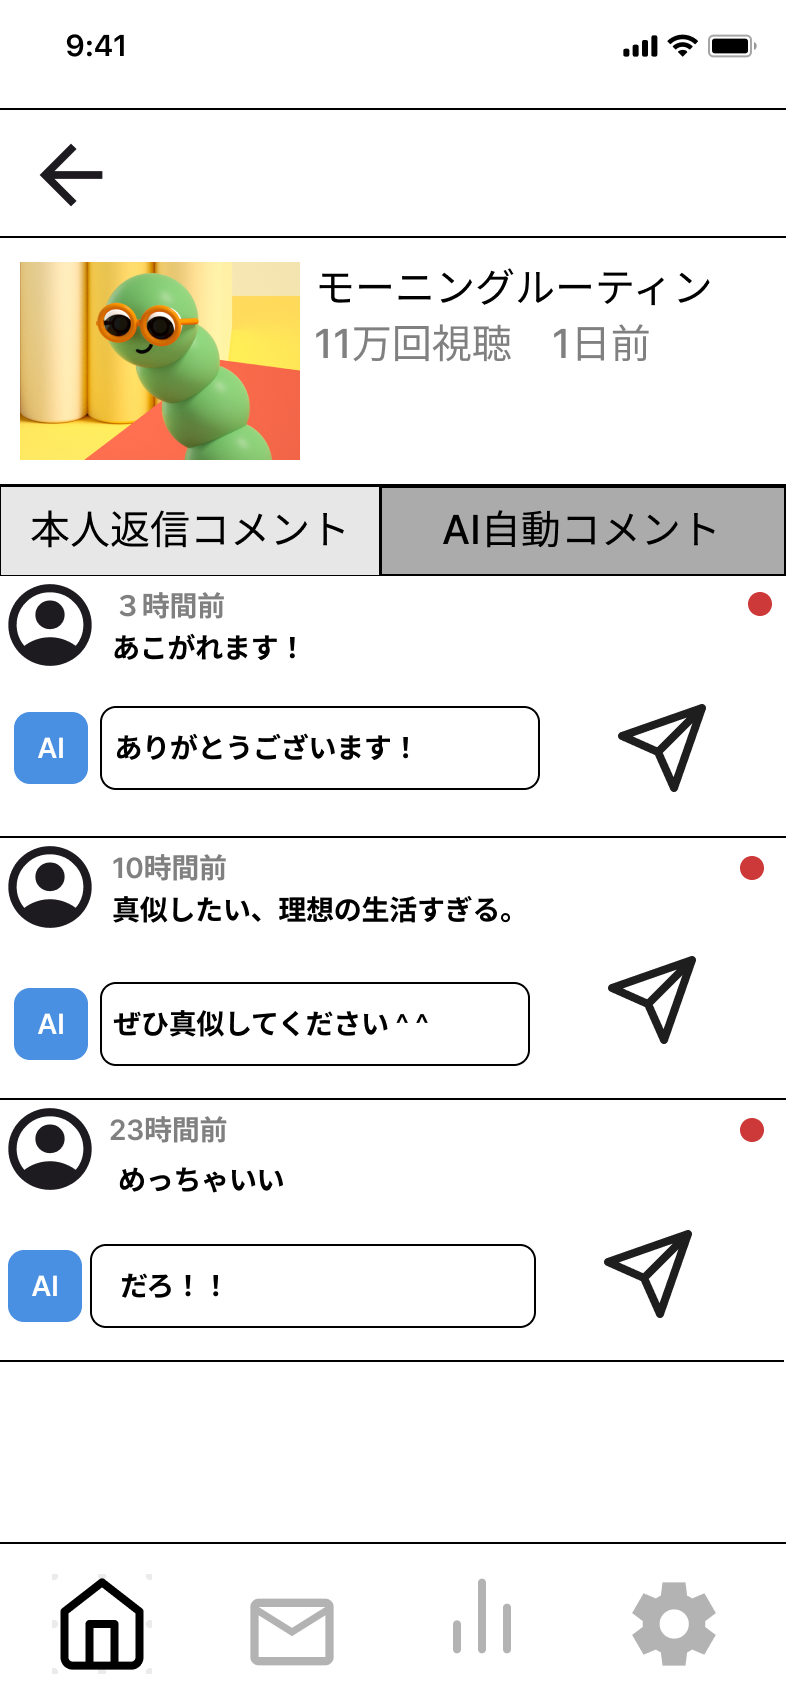 9:41
モーニングルーティン
11万回視聴　1日前
本人返信コメント
AI自動コメント
３時間前
あこがれます！
AI
ありがとうございます！
10時間前
真似したい、理想の生活すぎる。
AI
ぜひ真似してください^ ^
23時間前
めっちゃいい
AI
だろ！！